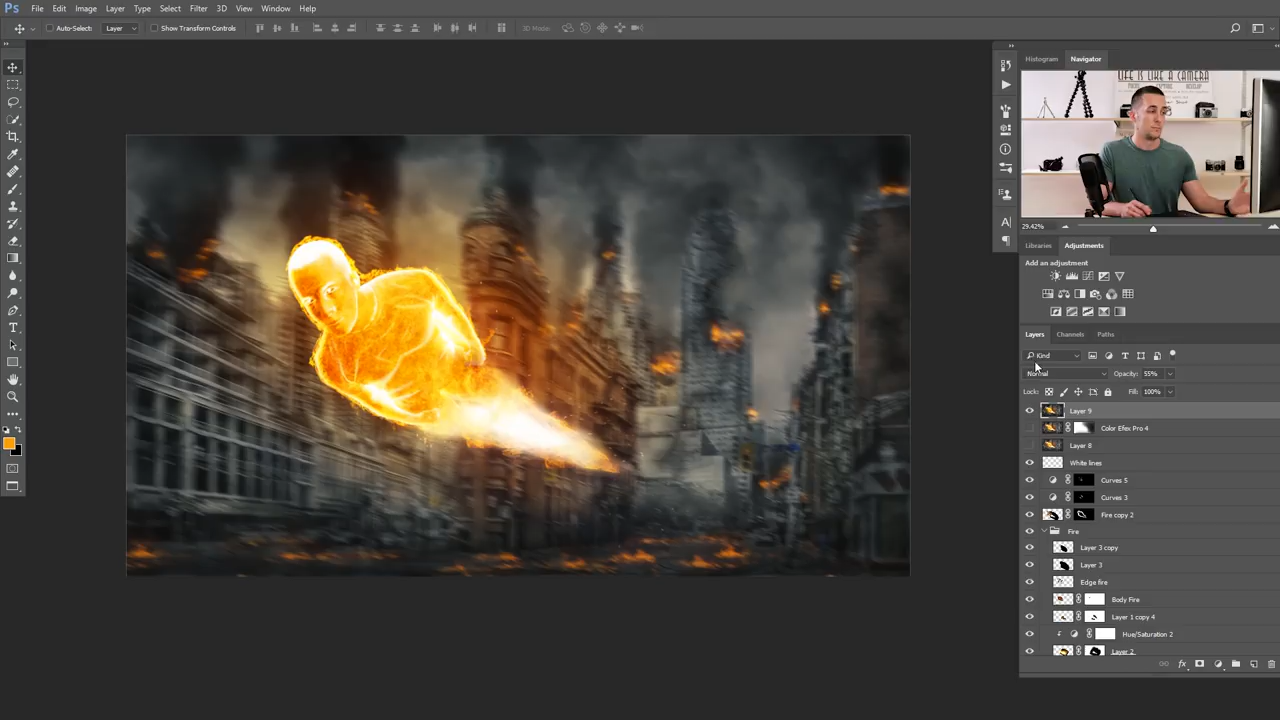 Ps File Edit Image Layer Type Select Filter 3D View Window Help
Auto-Select: Layer Show Transform Controls 3D Mode:
Histogram Navigator
LIFE IS LIKE A CAMERA
29.42%
Libraries Adjustments
Add an adjustment
Layers Channels Paths
Kind
Normal Opacity: 55%
Lock: Fill: 100%
Layer 9
Color Efex Pro 4
Layer 8
White lines
Curves 5
Curves 3
Fire copy 2
Fire
Layer 3 copy
Layer 3
Edge fire
Body Fire
Layer 1 copy 4
Hue/Saturation 2
Layer 2
fx